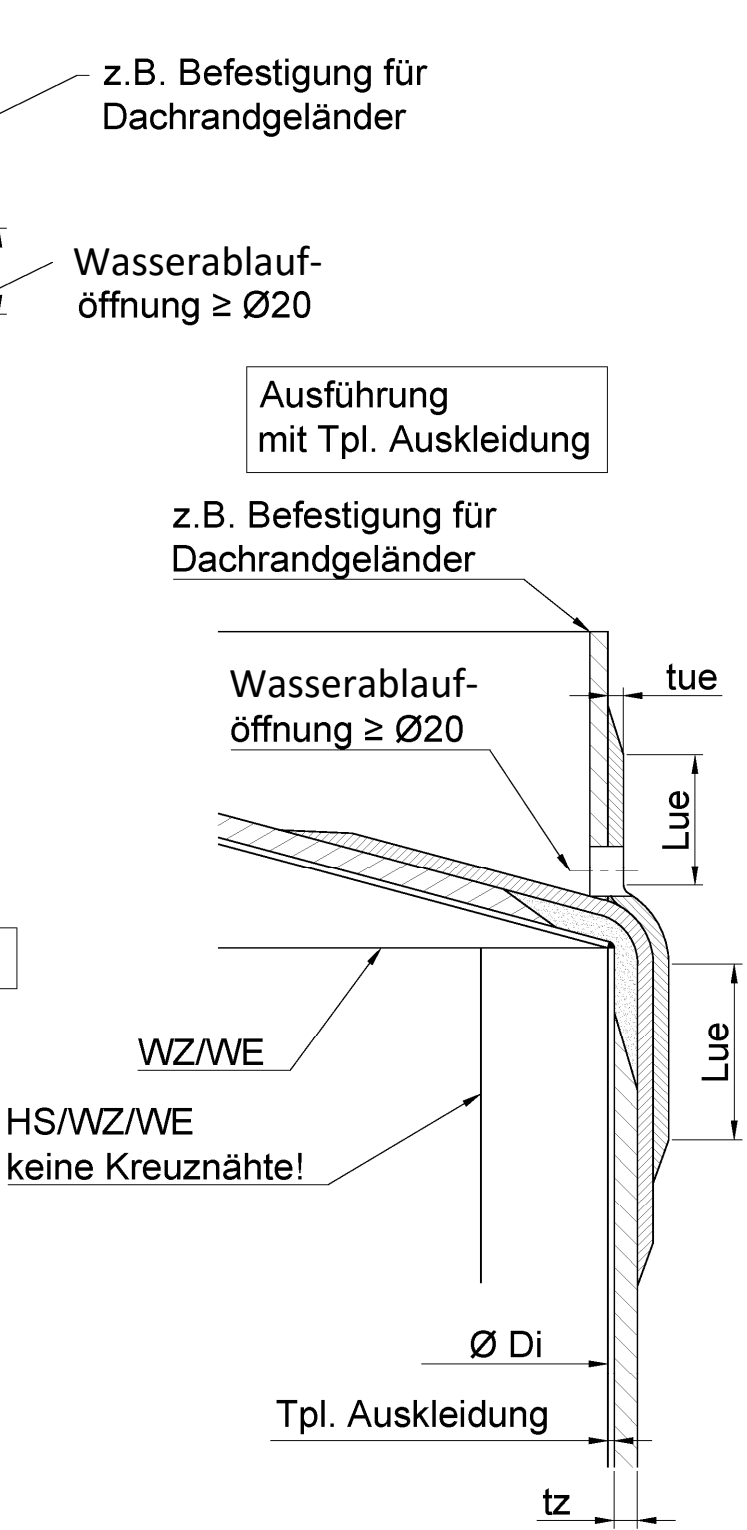 z.B. Befestigung für
Dachrandgeländer
Wasserablauf-
öffnung ≥ Ø20
Ausführung
mit Tpl. Auskleidung
z.B. Befestigung für
Dachrandgeländer
Wasserablauf-
öffnung ≥ Ø20
tue
Lue
Lue
WZ/WE
HS/WZ/WE
keine Kreuznähte!
Ø Di
Tpl. Auskleidung
tz